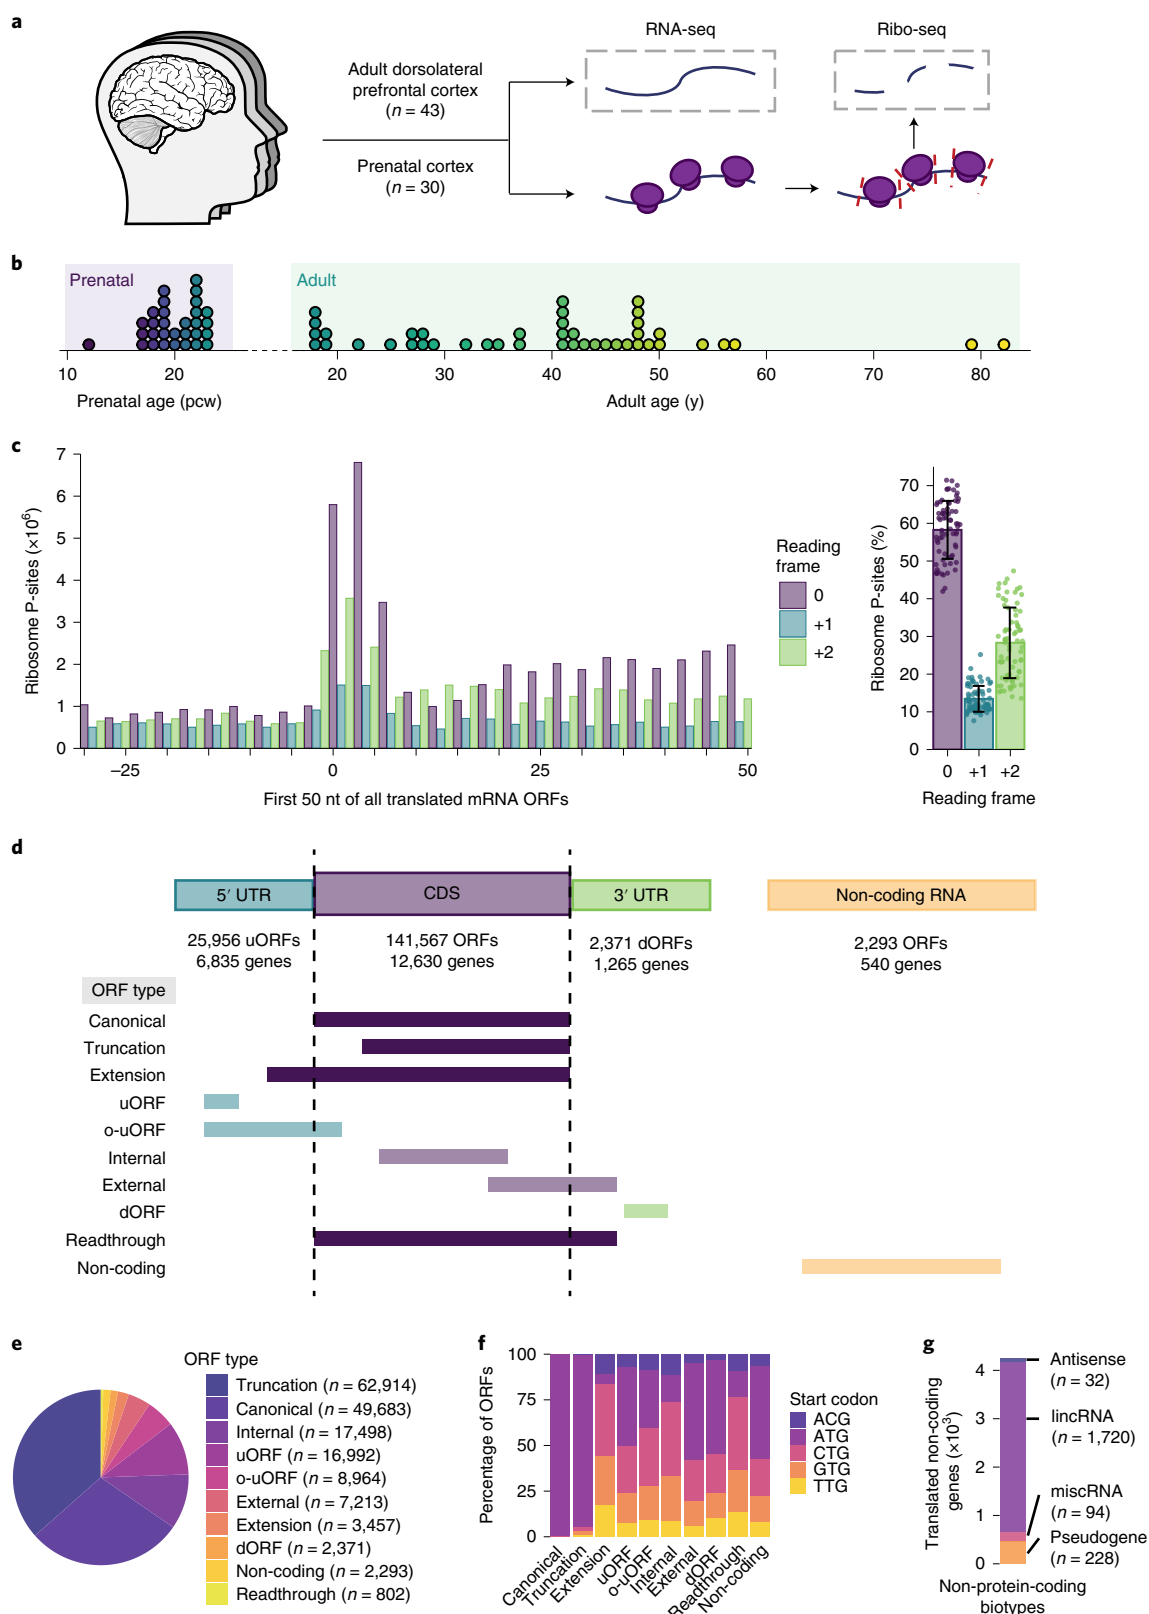 a
RNA-seq
Ribo-seq
Adult dorsolateral
prefrontal cortex
(n = 43)
Prenatal cortex
(n = 30)
b
Prenatal
Adult
10
20
20
30
40
50
60
70
80
Prenatal age (pcw)
Adult age (y)
c
Ribosome P-sites (×10⁶)
7
6
5
4
3
2
1
0
−25
0
25
50
First 50 nt of all translated mRNA ORFs
Reading
frame
0
+1
+2
Ribosome P-sites (%)
70
60
50
40
30
20
10
0
0
+1
+2
Reading frame
d
5′ UTR
CDS
3′ UTR
Non-coding RNA
25,956 uORFs
6,835 genes
141,567 ORFs
12,630 genes
2,371 dORFs
1,265 genes
2,293 ORFs
540 genes
ORF type
Canonical
Truncation
Extension
uORF
o-uORF
Internal
External
dORF
Readthrough
Non-coding
e
ORF type
Truncation (n = 62,914)
Canonical (n = 49,683)
Internal (n = 17,498)
uORF (n = 16,992)
o-uORF (n = 8,964)
External (n = 7,213)
Extension (n = 3,457)
dORF (n = 2,371)
Non-coding (n = 2,293)
Readthrough (n = 802)
f
Percentage of ORFs
100
75
50
25
0
Canonical
Truncation
Extension
uORF
o-uORF
Internal
External
dORF
Readthrough
Non-coding
Start codon
ACG
ATG
CTG
GTG
TTG
g
Translated non-coding
genes (×10³)
4
3
2
1
0
Antisense
(n = 32)
lincRNA
(n = 1,720)
miscRNA
(n = 94)
Pseudogene
(n = 228)
Non-protein-coding
biotypes